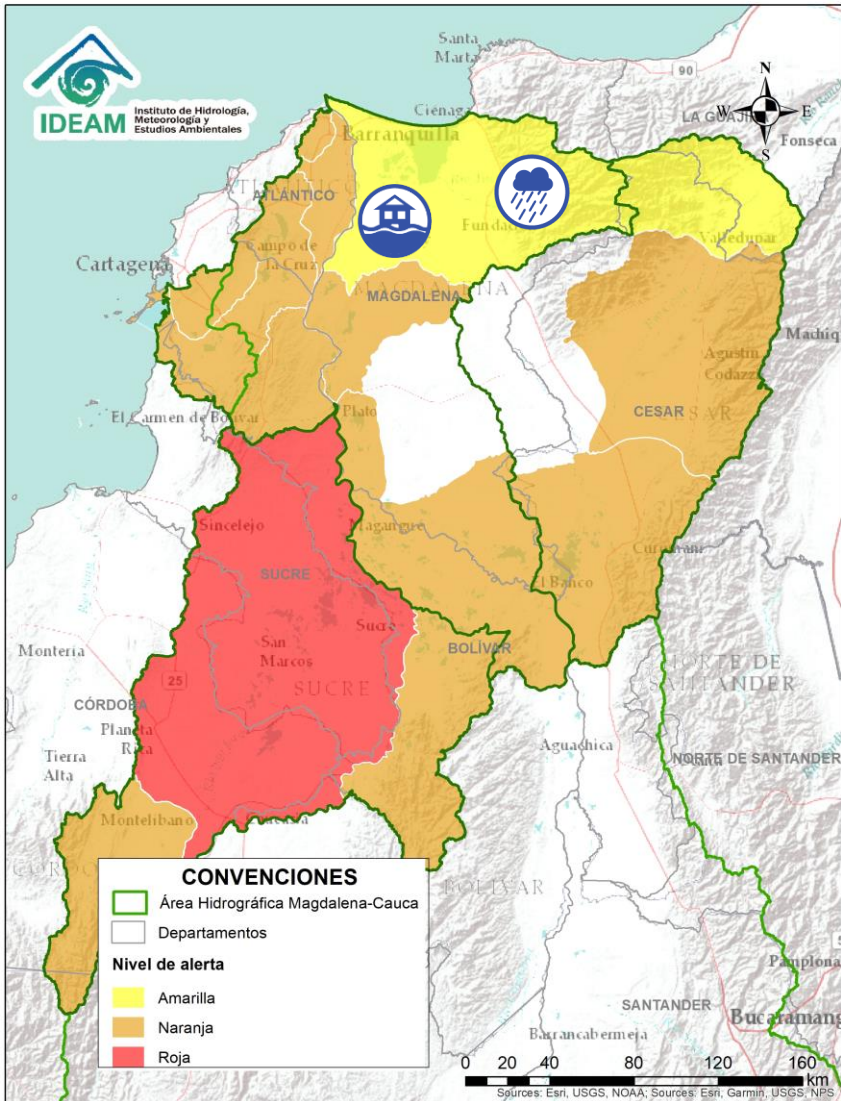 IDEAM
Instituto de Hidrología,
Meteorología y
Estudios Ambientales
Santa
Marta
90
N
W
E
S
LA GUAJIRA
Fonseca
Ciénaga
Barranquilla
ATLÁNTICO
Fundación
Valledupar
Cartagena
Campo de
la Cruz
MAGDALENA
Machiq
Agustín
Codazzi
CESAR
El Carmen de Bolívar
Plato
Sincelejo
Magangué
SUCRE
Curumaní
El Banco
Sucre
Montería
San
Marcos
BOLÍVAR
SUCRE
25
NORTE DE
SANTANDER
CÓRDOBA
Planeta
Rica
Tierra
Alta
Aguachica
NORTE DE SANTANDER
Montelíbano
Caucasia
BOLÍVAR
CONVENCIONES
Área Hidrográfica Magdalena-Cauca
Departamentos
Nivel de alerta
Amarilla
Naranja
Roja
Pamplona
SANTANDER
Bucaramang
Barrancabermeja
0 20 40 80 120 160
km
Sources: Esri, USGS, NOAA; Sources: Esri, Garmin, USGS, NPS